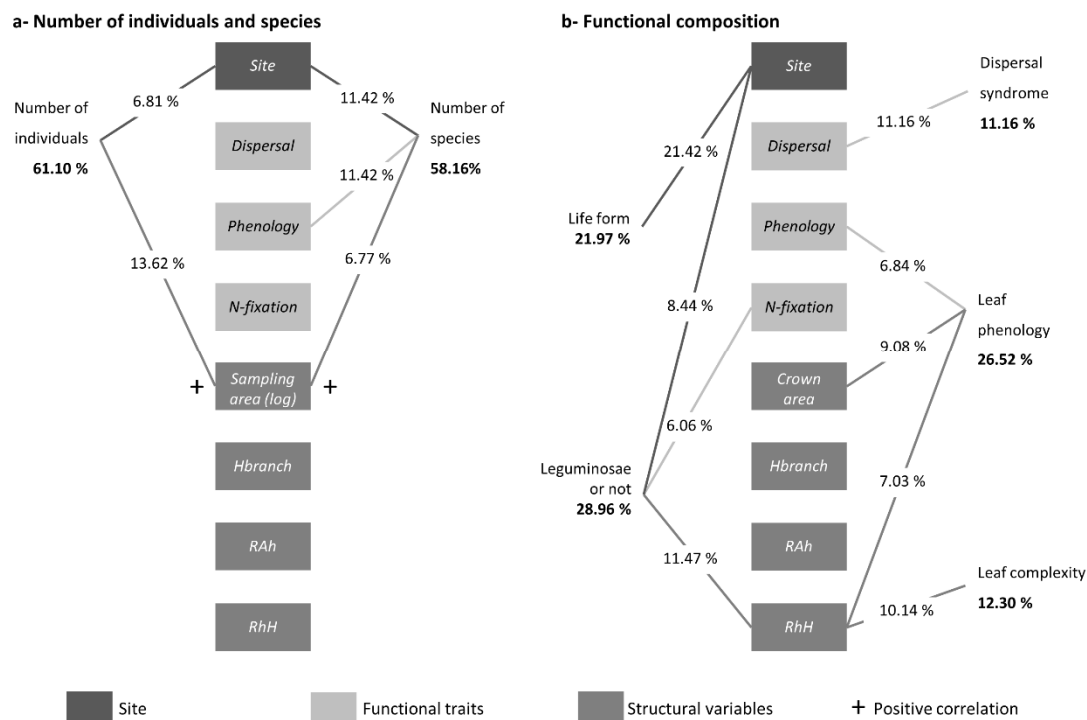 a- Number of individuals and species
Site
Number of
individuals
61.10 %
6.81 %
11.42 %
Number of
species
58.16%
Dispersal
11.42 %
Phenology
13.62 %
6.77 %
N-fixation
+
Sampling
area (log)
+
Hbranch
RAh
RhH
b- Functional composition
Site
Dispersal
syndrome
11.16 %
11.16 %
Dispersal
21.42 %
Life form
21.97 %
Phenology
6.84 %
8.44 %
N-fixation
Leaf
phenology
26.52 %
9.08 %
Crown
area
6.06 %
Hbranch
Leguminosae
or not
28.96 %
7.03 %
RAh
11.47 %
Leaf complexity
12.30 %
10.14 %
RhH
Site
Functional traits
Structural variables
+ Positive correlation